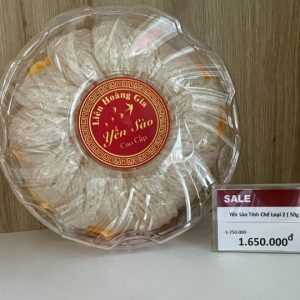 Liên Hoàng Gia
Yến Sào
Cao Cấp
SALE
Yến Sào Tinh Chế Loại 2 ( 50g
1.750.000
1.650.000đ